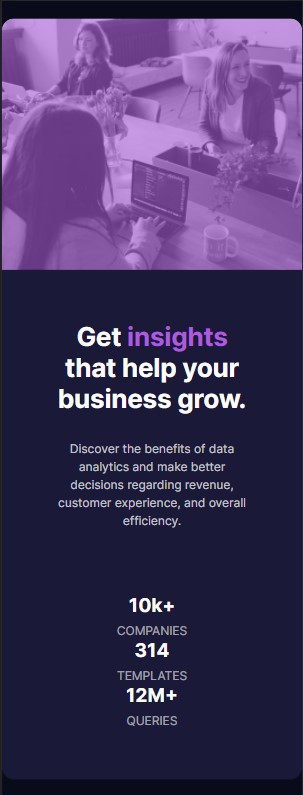 Get insights
that help your
business grow.
Discover the benefits of data
analytics and make better
decisions regarding revenue,
customer experience, and overall
efficiency.
10k+
COMPANIES
314
TEMPLATES
12M+
QUERIES